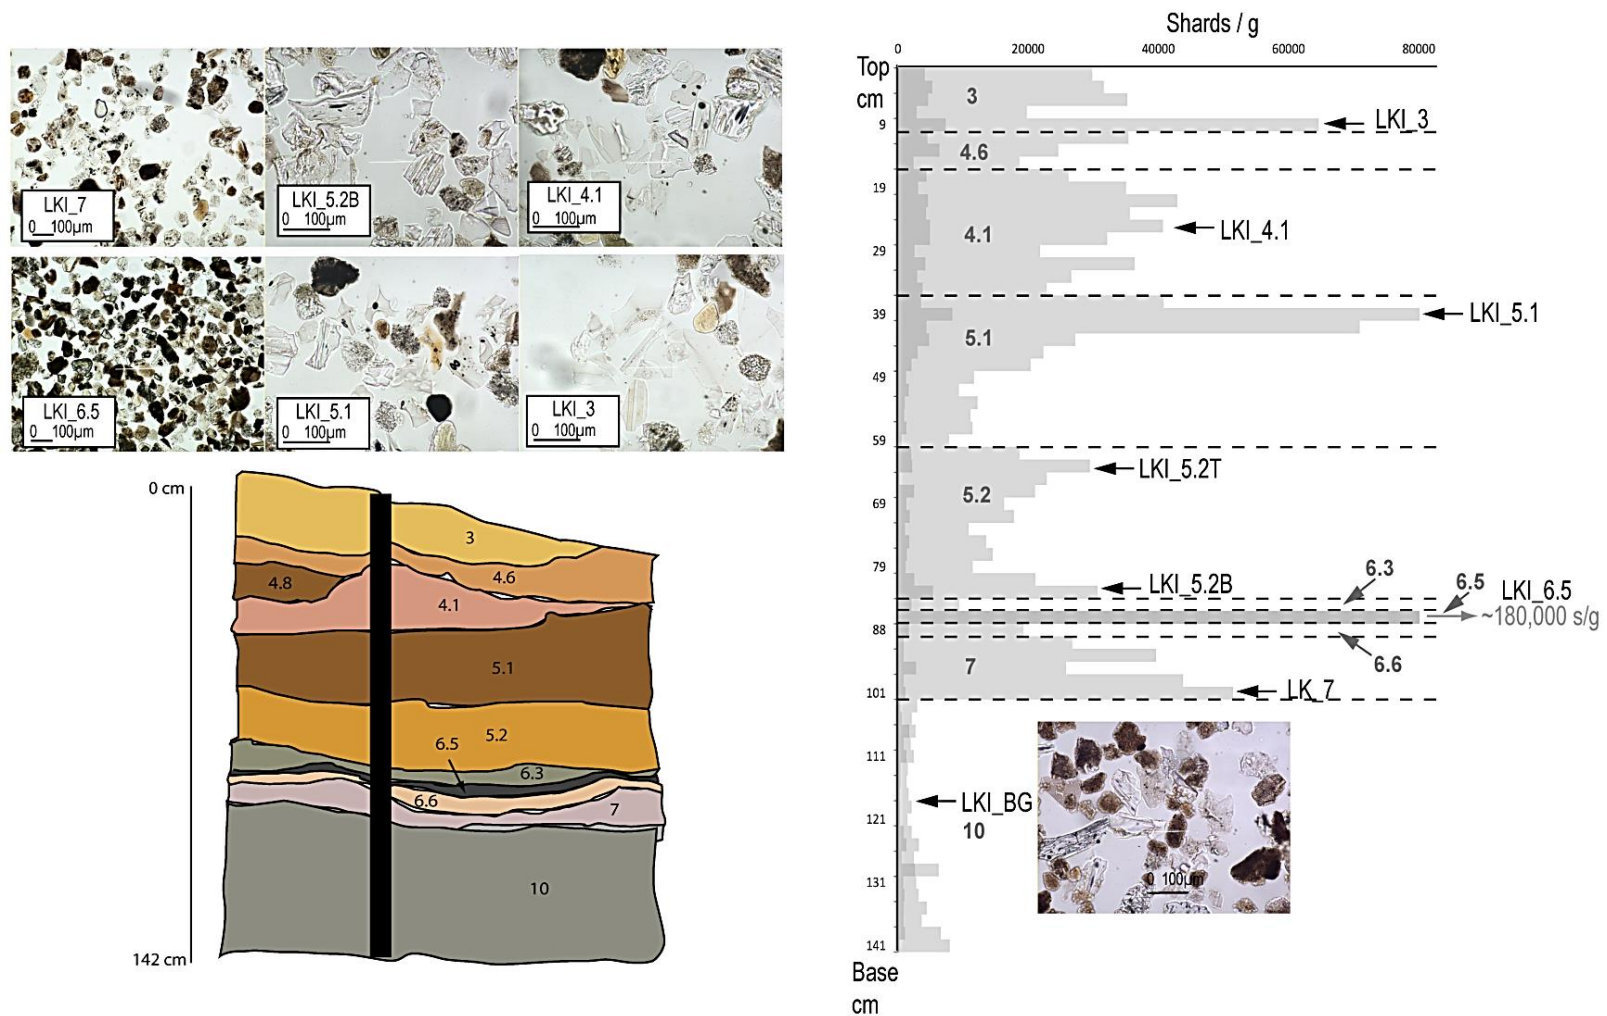 LKI_7
0 100µm
LKI_5.2B
0 100µm
LKI_4.1
0 100µm
LKI_6.5
0 100µm
LKI_5.1
0 100µm
LKI_3
0 100µm
0 cm
142 cm
3
4.6
4.8
4.1
5.1
5.2
6.5
6.3
6.6
7
10
Shards / g
0 20000 40000 60000 80000
Top
cm
9
19
29
39
49
59
69
79
88
101
111
121
131
141
Base
cm
3
LKI_3
4.6
4.1
LKI_4.1
5.1
LKI_5.1
LKI_5.2T
5.2
LKI_5.2B
6.3
6.5
LKI_6.5
~180,000 s/g
6.6
7
LK_7
LKI_BG
10
0 100µm